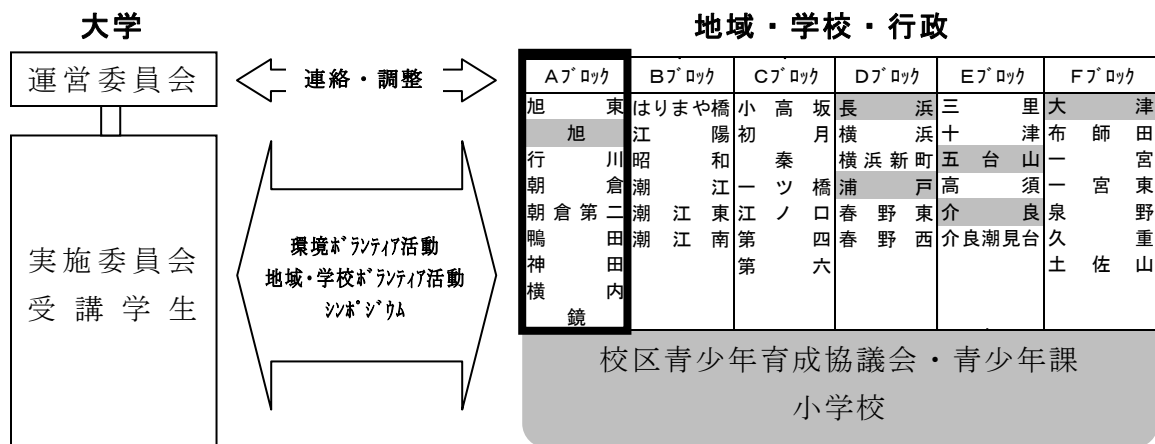 大学
地域・学校・行政
運営委員会
連絡・調整
実施委員会
受講学生
環境ﾎﾞﾗﾝﾃｨｱ活動
地域・学校ﾎﾞﾗﾝﾃｨｱ活動
ｼﾝﾎﾟｼﾞｳﾑ
Aﾌﾞﾛｯｸ Bﾌﾞﾛｯｸ Cﾌﾞﾛｯｸ Dﾌﾞﾛｯｸ Eﾌﾞﾛｯｸ Fﾌﾞﾛｯｸ
旭東 はりまや橋 小高坂 長浜 三里 大津
旭 江陽 初月 横浜 十津 布師田
行川 昭和 秦 横浜新町 五台山 一宮
朝倉 潮江 一ツ橋 浦戸 高須 一宮東
朝倉第二 潮江東 江ノ口 春野東 介良 泉野
鴨田 潮江南 第四 春野西 介良潮見台 久重
神田 第六 土佐山
横内
鏡
校区青少年育成協議会・青少年課
小学校